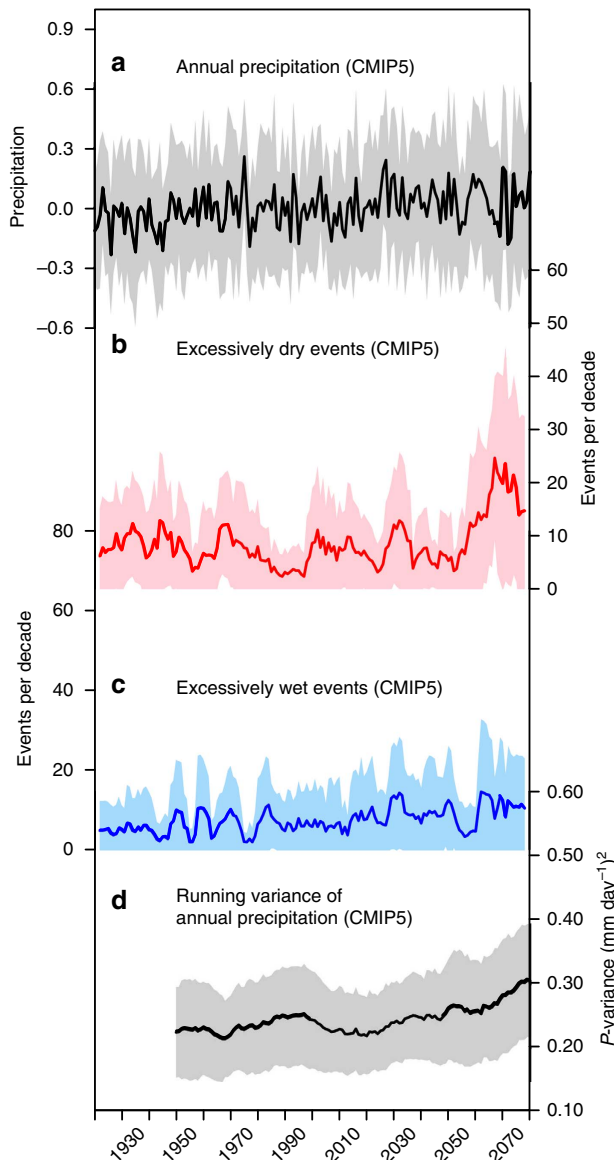 0.9
0.6
0.3
0.0
−0.3
−0.6
Precipitation
a
Annual precipitation (CMIP5)
60
50
40
30
20
10
0
Events per decade
b
Excessively dry events (CMIP5)
80
60
40
20
0
Events per decade
c
Excessively wet events (CMIP5)
0.60
0.50
0.40
0.30
0.20
0.10
P-variance (mm day−1)2
d
Running variance of
annual precipitation (CMIP5)
1930
1950
1970
1990
2010
2030
2050
2070